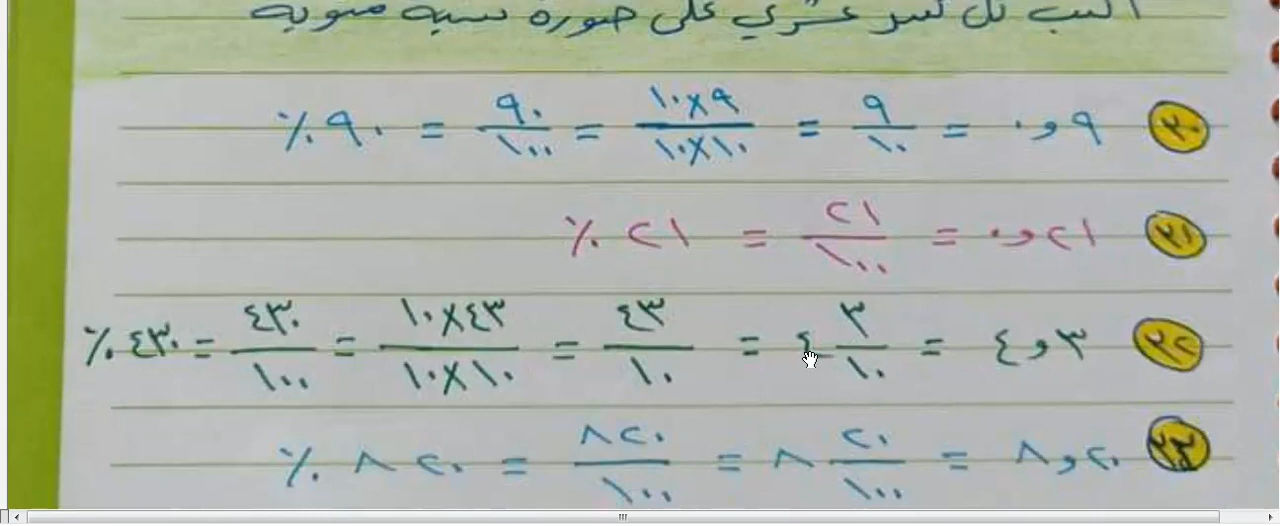 اكتب كل كسر عشري على صورة نسبة مئوية
٢٠ ٩و٠ = ٩/١٠ = ٩×١٠/١٠×١٠ = ٩٠/١٠٠ = ٩٠٪
٢١ ٢١و٠ = ٢١/١٠٠ = ٢١٪
٢٢ ٣و٤ = ٣/١٠ ٤ = ٤٣/١٠ = ٤٣×١٠/١٠×١٠ = ٤٣٠/١٠٠ = ٤٣٠٪
٢٣ ٢٠و٨ = ٢٠/١٠٠ ٨ = ٨٢٠/١٠٠ = ٨٢٠٪